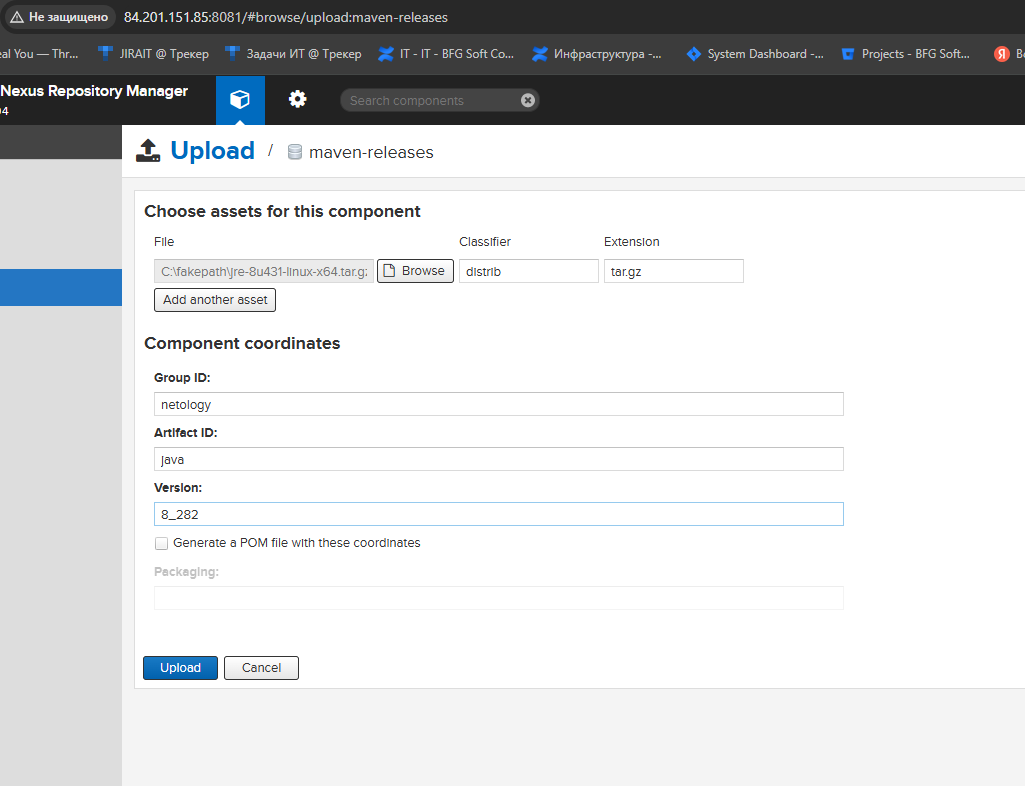 Не защищено 84.201.151.85:8081/#browse/upload:maven-releases
eal You — Thr... JIRAIT @ Трекер Задачи ИТ @ Трекер IT - IT - BFG Soft Co... Инфраструктура -... System Dashboard -... Projects - BFG Soft... Я
Nexus Repository Manager
Search components
04
Upload / maven-releases
Choose assets for this component
File Classifier Extension
C:\fakepath\jre-8u431-linux-x64.tar.gz Browse distrib tar.gz
Add another asset
Component coordinates
Group ID:
netology
Artifact ID:
java
Version:
8_282
Generate a POM file with these coordinates
Packaging:
Upload Cancel